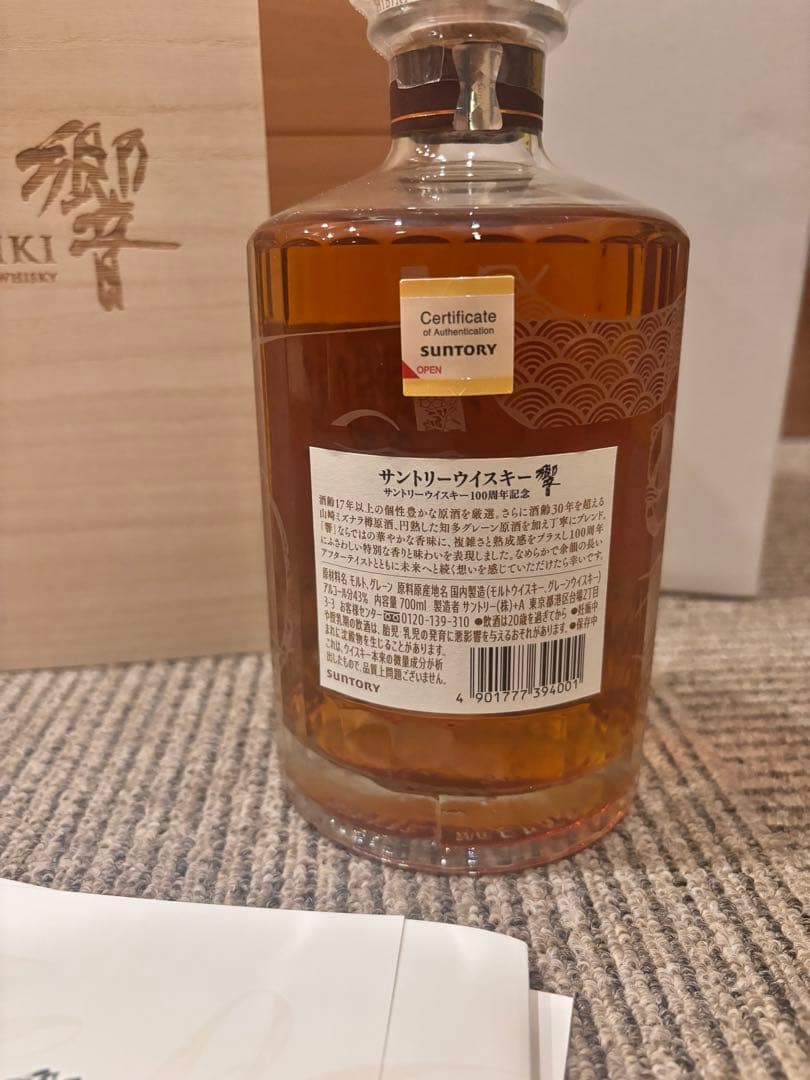 響
IKI
WHISKY
Certificate
of Authentication
SUNTORY
OPEN
サントリーウイスキー 響
サントリーウイスキー100周年記念
酒齢17年以上の個性豊かな原酒を厳選。さらに酒齢30年を超える
山崎ミズナラ樽原酒、円熟した知多グレーン原酒を加え丁寧にブレンド。
「響」ならではの華やかな香味に、複雑さと熟成感をプラスし100周年
にふさわしい特別な香りと味わいを表現しました。なめらかで余韻の長い
アフターテイストとともに未来へと続く想いを感じていただけたら幸いです。
原材料名 モルト、グレーン 原料原産地名 国内製造(モルトウイスキー、グレーンウイスキー)
アルコール分43% 内容量700ml 製造者 サントリー(株)+A 東京都港区台場2丁目
3-3 お客様センター 0120-139-310 ●飲酒は20歳を過ぎてから ●妊娠中
や授乳期の飲酒は、胎児・乳児の発育に悪影響を与えるおそれがあります。 ●保存中
まれに沈殿物を生じることがあります。
これは、ウイスキー本来の微量成分が析
出したもので、品質上問題ございません。
SUNTORY
4 901777 394001